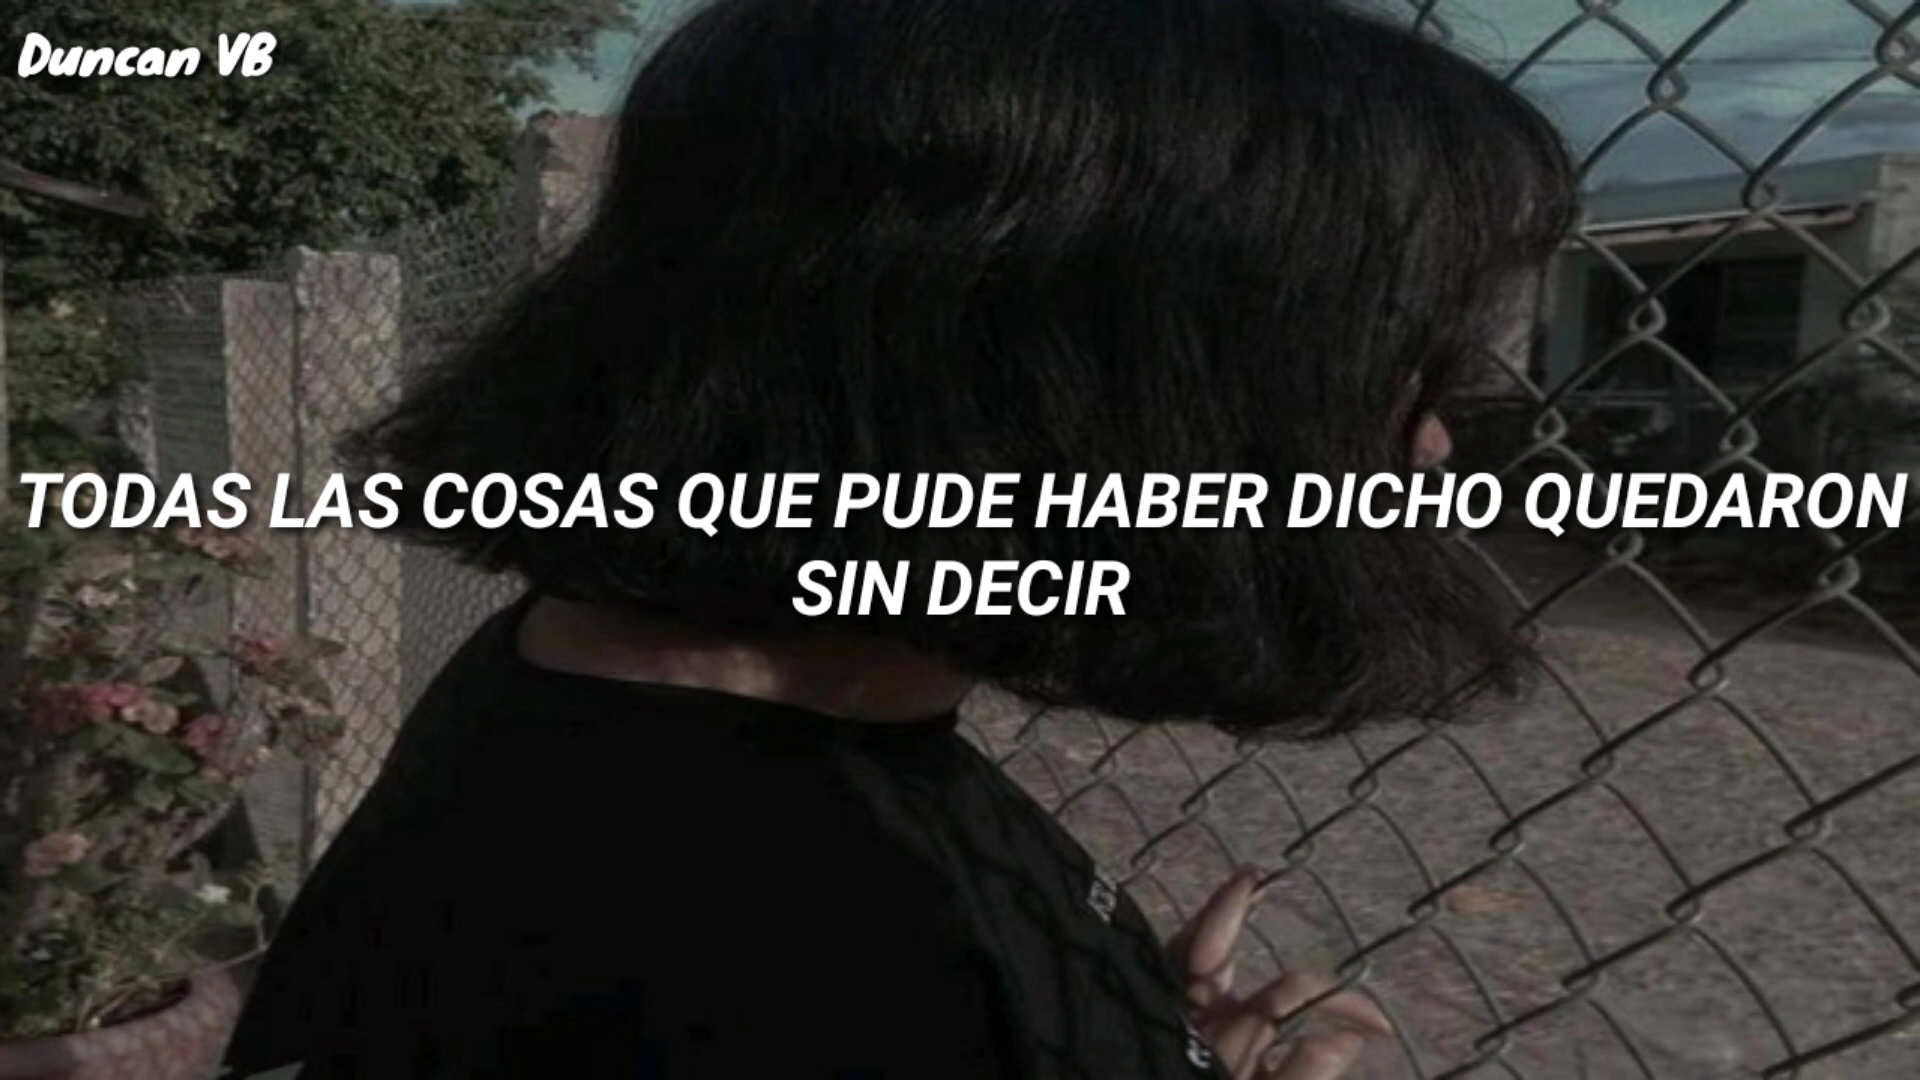 Duncan VB
TODAS LAS COSAS QUE PUDE HABER DICHO QUEDARON
SIN DECIR